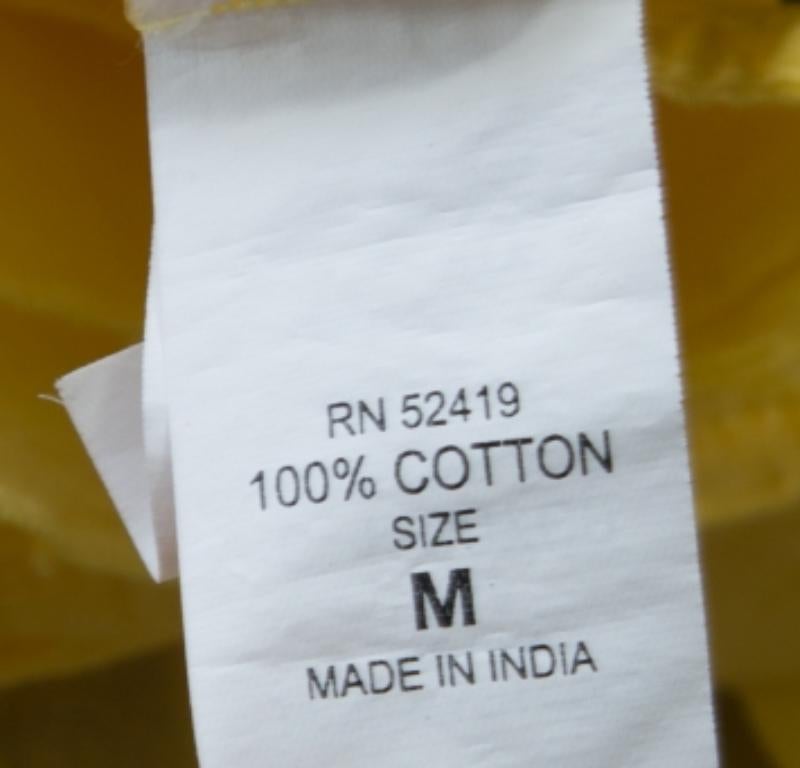 RN 52419
100% COTTON
SIZE
M
MADE IN INDIA